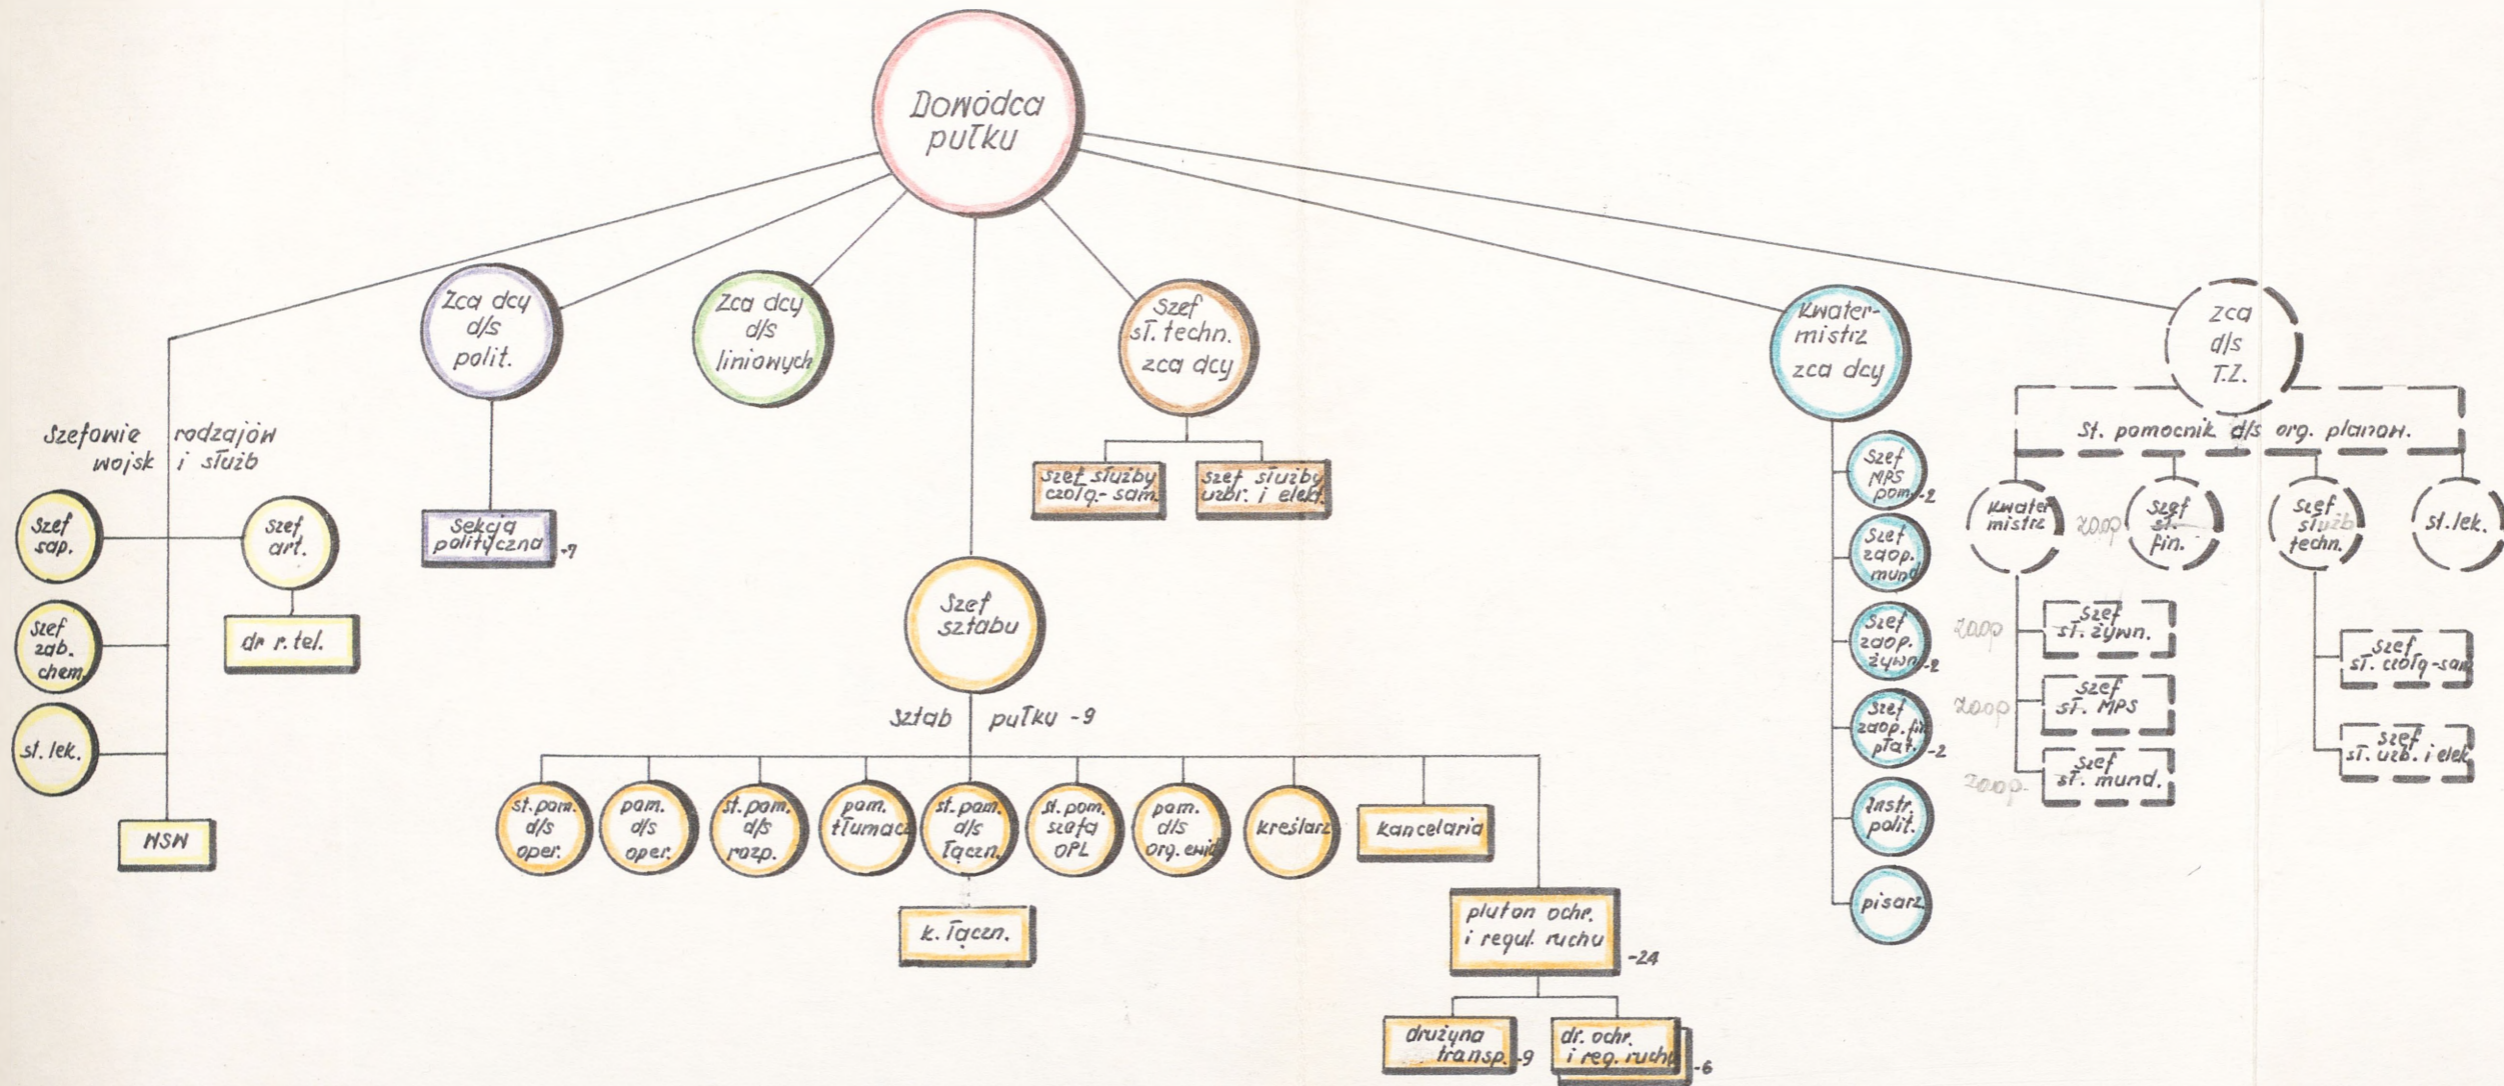 Dowódca
pułku
Zca dcy
d/s
polit.
Zca dcy
d/s
liniowych
Szef
sł. techn.
zca dcy
Kwater-
mistrz
zca dcy
zca
d/s
T.Z.
Szefowie rodzajów
wojsk i służb
Szef
sap.
Szef
art.
dr r. tel.
Szef
zab.
chem
st. lek.
WSW
Sekcja
polityczna -7
szef służby
czołg.-sam.
szef służby
uzbr. i elekt.
Szef
sztabu
sztab pułku -9
st. pom.
d/s
oper.
pom.
d/s
oper.
st. pom.
d/s
rozp.
pom.
tłumacz
st. pom.
d/s
łączn.
st. pom.
szefa
OPL
pom.
d/s
org. ewid
kreślarz
kancelaria
k. łączn.
pluton ochr.
i regul. ruchu -24
drużyna
transp. -9
dr. ochr.
i reg. ruchu -6
Szef
MPS
pom. -2
Szef
zaop.
mund
Szef
zaop.
żywn -2
Szef
zaop. fin
płat. -2
Instr.
polit.
pisarz
St. pomocnik d/s org. planow.
Kwater
mistrz
zaop
Szef
sł.
fin.
Szef
służb
techn.
st. lek.
zaop
szef
sł. żywn.
zaop
szef
sł. MPS
zaop
szef
sł. mund.
szef
sł. czołg-sam
szef
sł. uzb. i elek